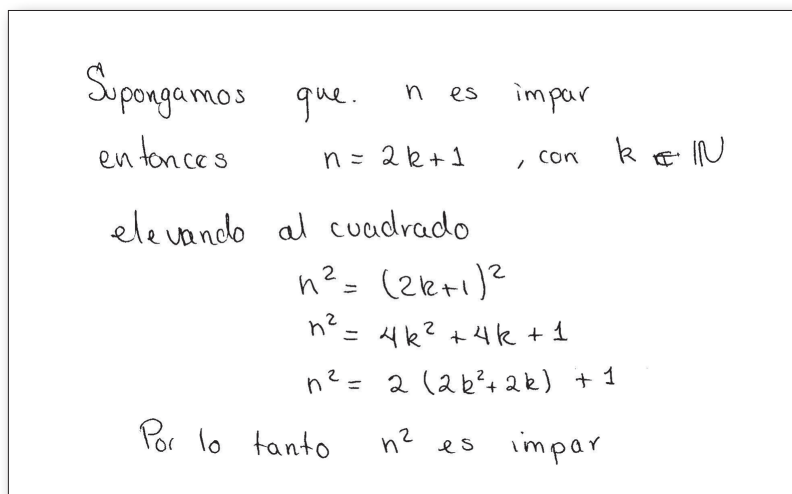 Supongamos que. n es impar
entonces n = 2k+1 , con k ∈ ℕ
elevando al cuadrado
n² = (2k+1)²
n² = 4k² + 4k + 1
n² = 2 (2k²+2k) + 1
Por lo tanto n² es impar